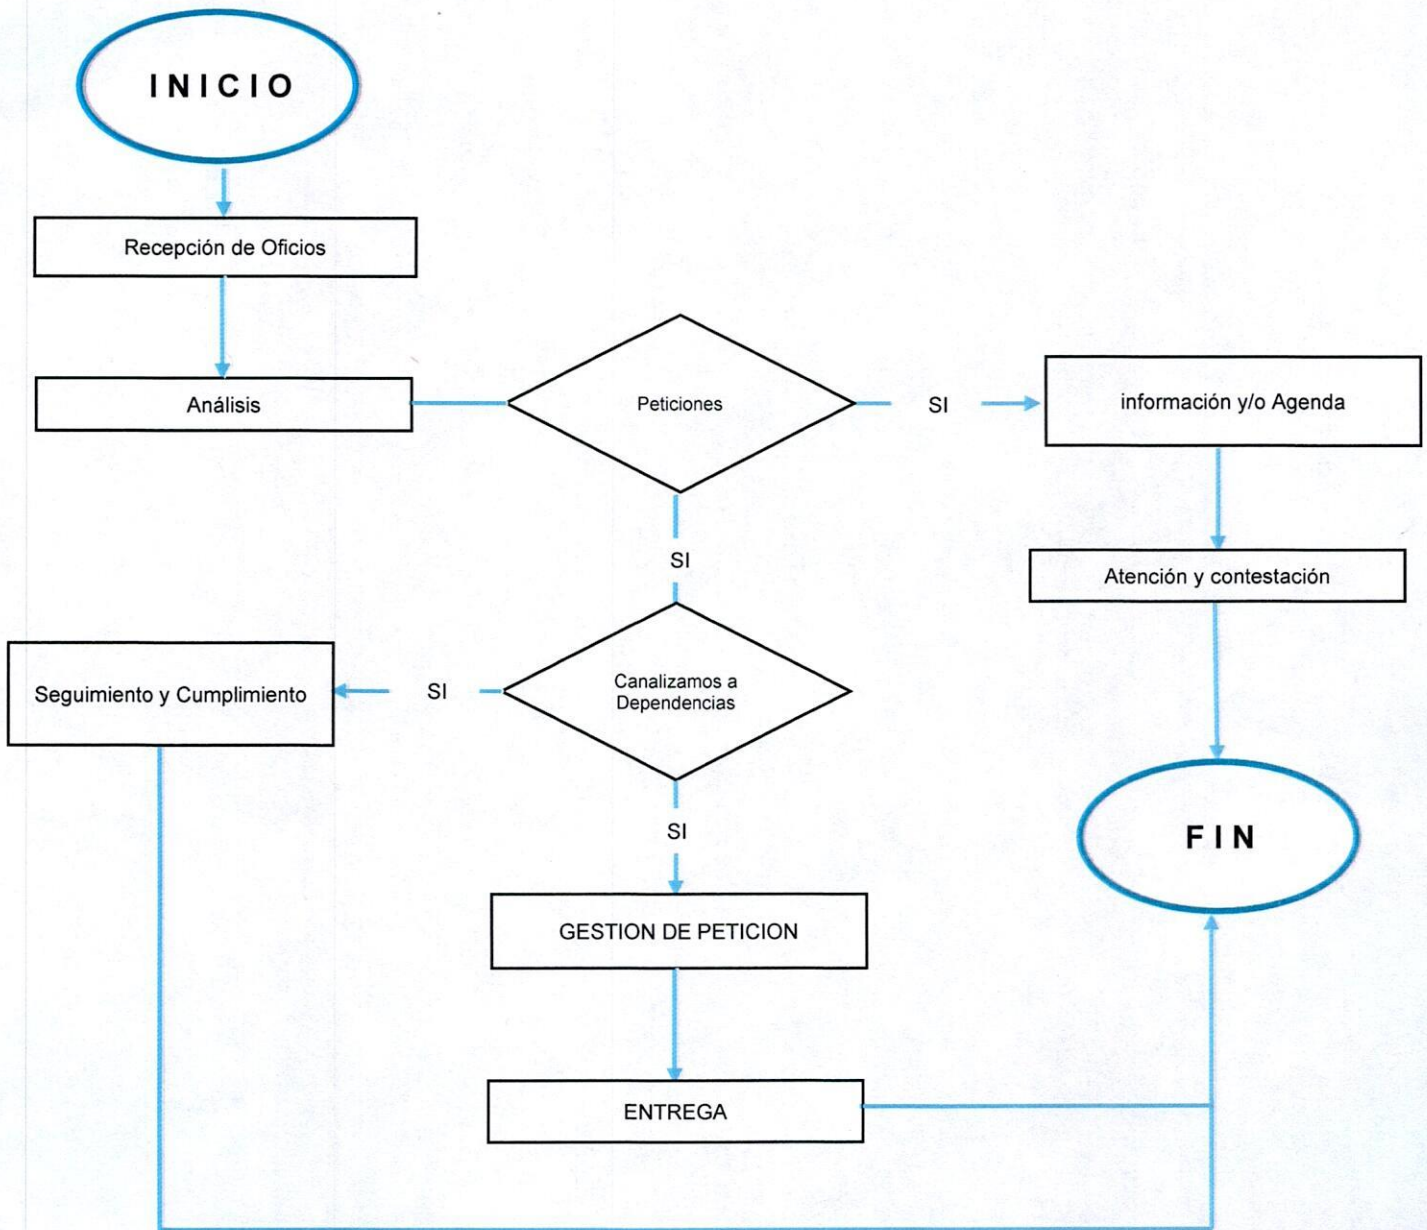 INICIO
Recepción de Oficios
Análisis
Peticiones
SI
información y/o Agenda
SI
Atención y contestación
Canalizamos a
Dependencias
SI
Seguimiento y Cumplimiento
SI
FIN
GESTION DE PETICION
ENTREGA